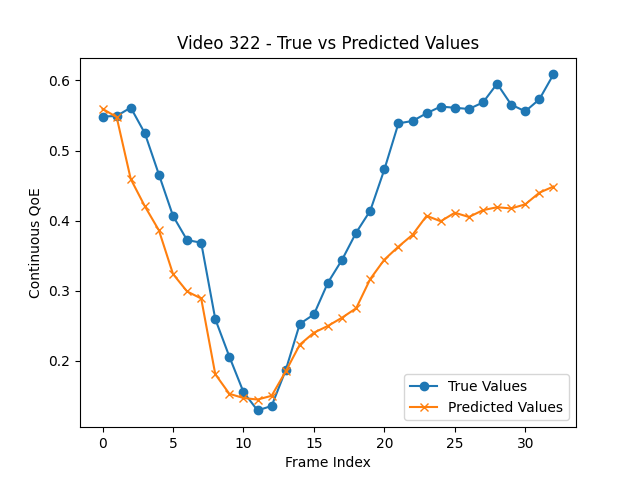 Video 322 - True vs Predicted Values
Continuous QoE
0.6
0.5
0.4
0.3
0.2
0
5
10
15
20
25
30
Frame Index
True Values
Predicted Values